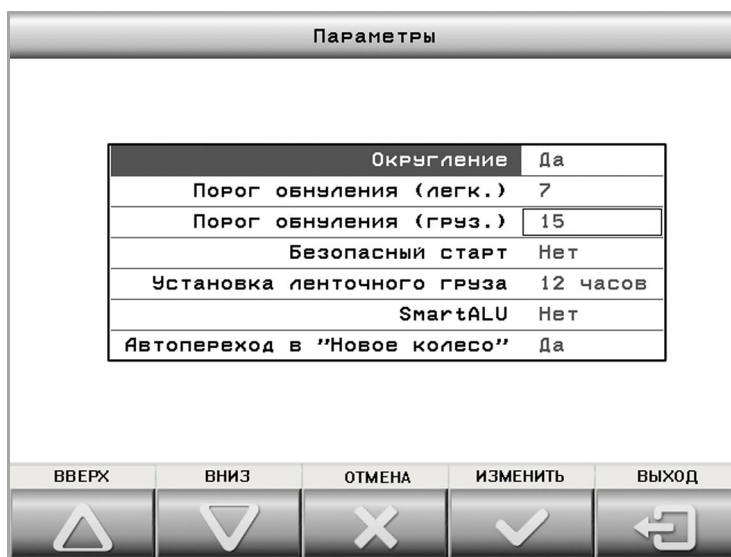 Параметры
Округление Да
Порог обнуления (легк.) 7
Порог обнуления (груз.) 15
Безопасный старт Нет
Установка ленточного груза 12 часов
SmartALU Нет
Автопереход в "Новое колесо" Да
ВВЕРХ ВНИЗ ОТМЕНА ИЗМЕНИТЬ ВЫХОД